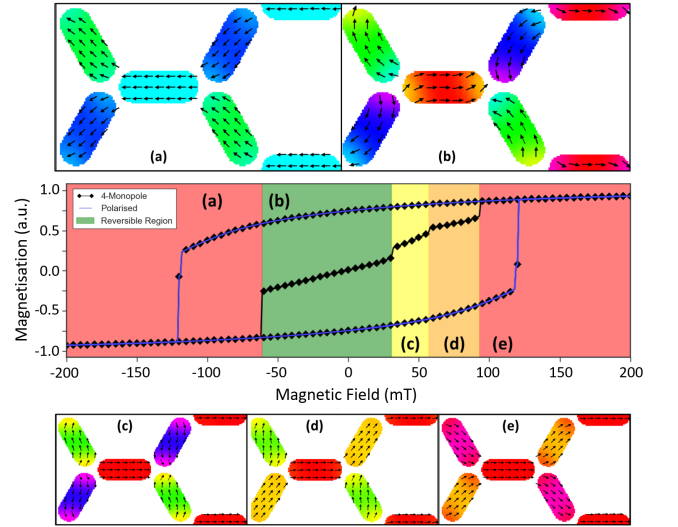 (a)
(b)
1.0
0.5
0.0
-0.5
-1.0
Magnetisation (a.u.)
4-Monopole
Polarised
Reversible Region
(a)
(b)
(c)
(d)
(e)
-200
-150
-100
-50
0
50
100
150
200
Magnetic Field (mT)
(c)
(d)
(e)